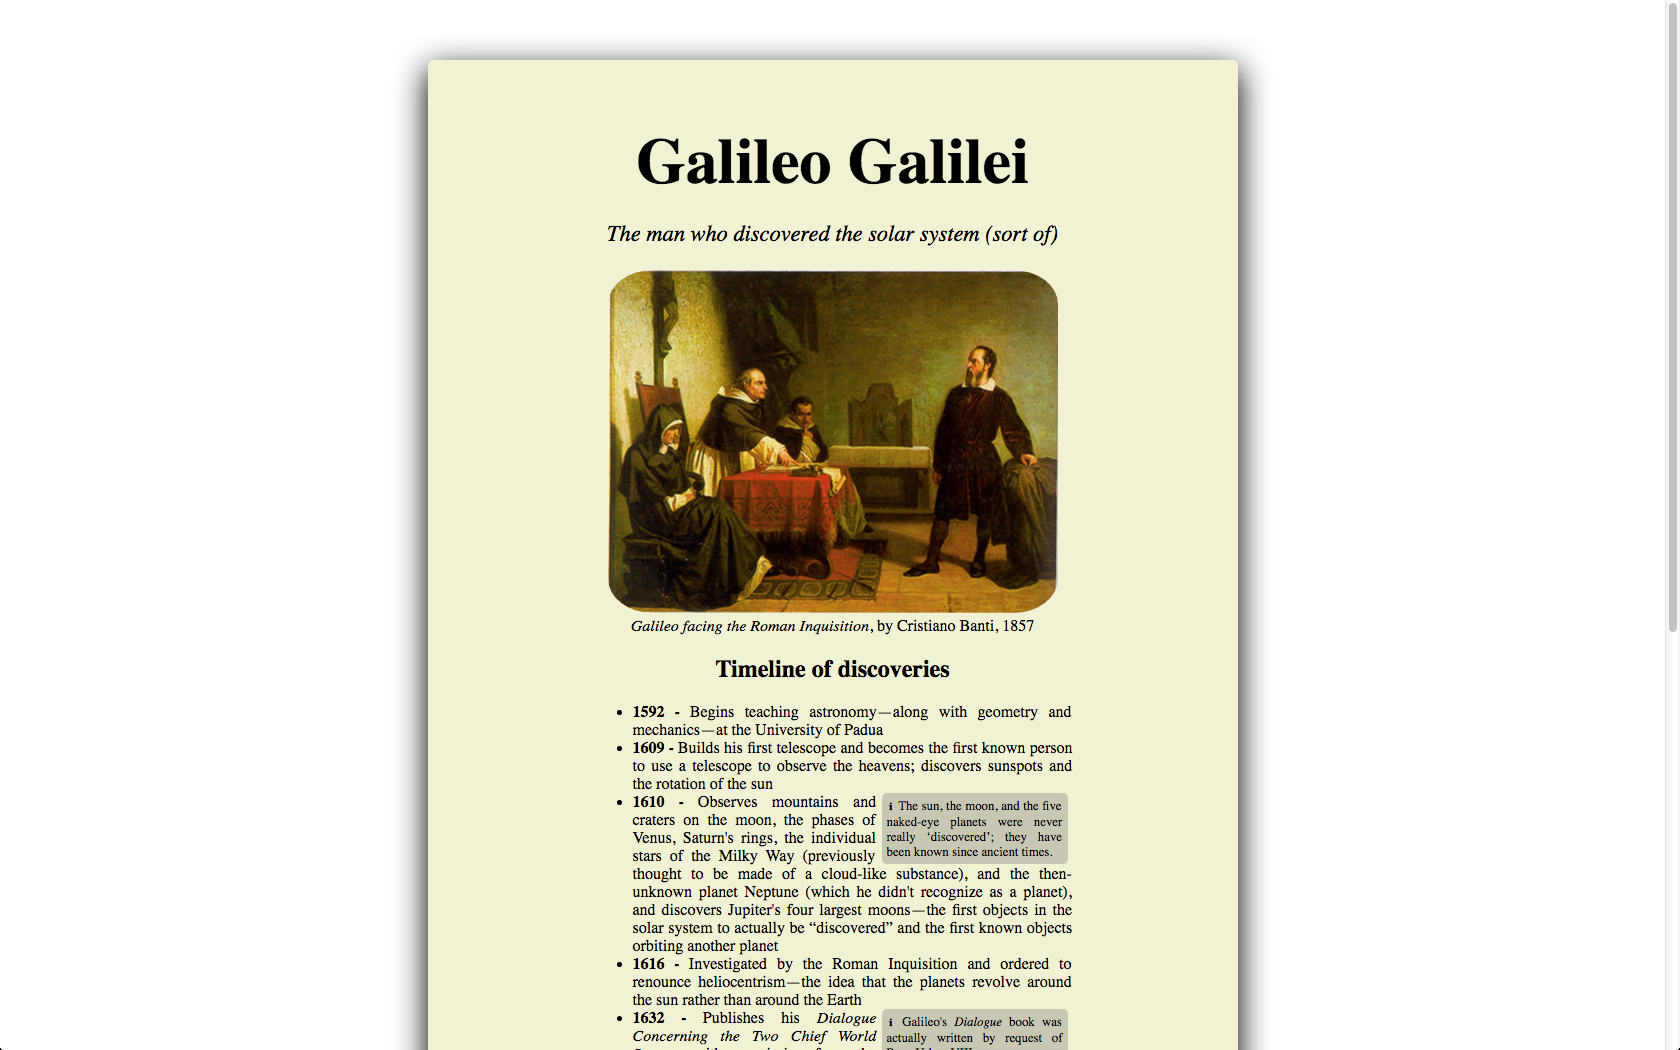 Galileo Galilei
The man who discovered the solar system (sort of)
Galileo facing the Roman Inquisition, by Cristiano Banti, 1857
Timeline of discoveries
• 1592 - Begins teaching astronomy—along with geometry and
mechanics—at the University of Padua
• 1609 - Builds his first telescope and becomes the first known person
to use a telescope to observe the heavens; discovers sunspots and
the rotation of the sun
• 1610 - Observes mountains and
craters on the moon, the phases of
Venus, Saturn's rings, the individual
stars of the Milky Way (previously
thought to be made of a cloud-like substance), and the then-
unknown planet Neptune (which he didn't recognize as a planet),
and discovers Jupiter's four largest moons—the first objects in the
solar system to actually be “discovered” and the first known objects
orbiting another planet
i The sun, the moon, and the five
naked-eye planets were never
really ‘discovered’; they have
been known since ancient times.
• 1616 - Investigated by the Roman Inquisition and ordered to
renounce heliocentrism—the idea that the planets revolve around
the sun rather than around the Earth
• 1632 - Publishes his Dialogue
Concerning the Two Chief World
i Galileo's Dialogue book was
actually written by request of